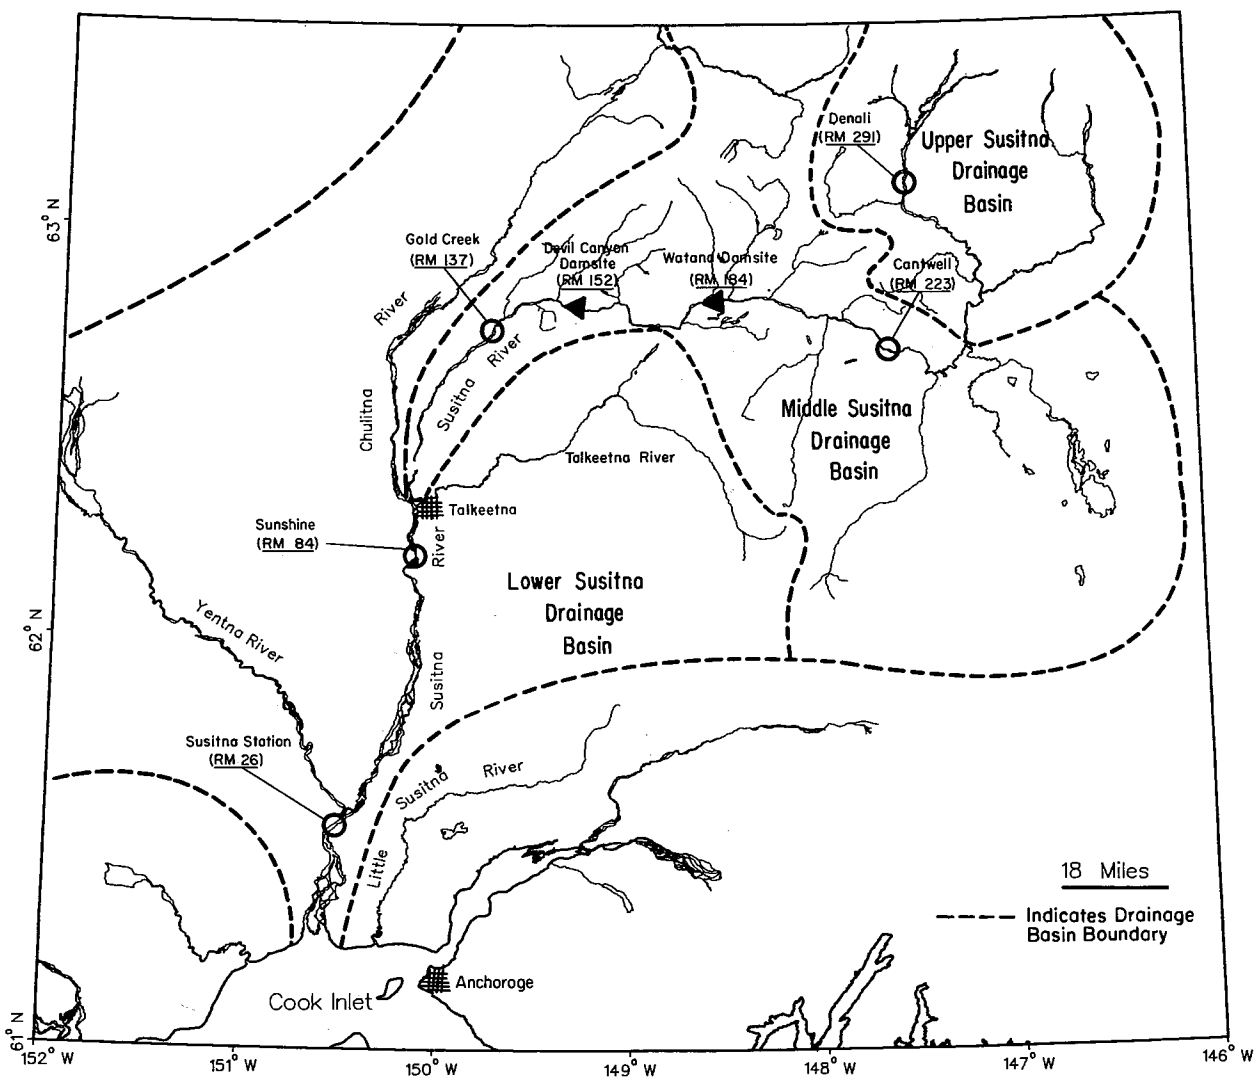 Denali
(RM 291)
Upper Susitna
Drainage
Basin
63° N
Gold Creek
(RM 137)
Devil Canyon
Damsite
(RM 152)
Watana Damsite
(RM 184)
Cantwell
(RM 223)
River
Chulitna
Susitna
River
Middle Susitna
Drainage
Basin
Talkeetna River
Talkeetna
Sunshine
(RM 84)
River
Susitna
Lower Susitna
Drainage
Basin
62° N
Yentna River
Susitna Station
(RM 26)
Little
Susitna
River
18 Miles
Indicates Drainage
Basin Boundary
Cook Inlet
Anchorage
61° N
152° W
151° W
150° W
149° W
148° W
147° W
146° W